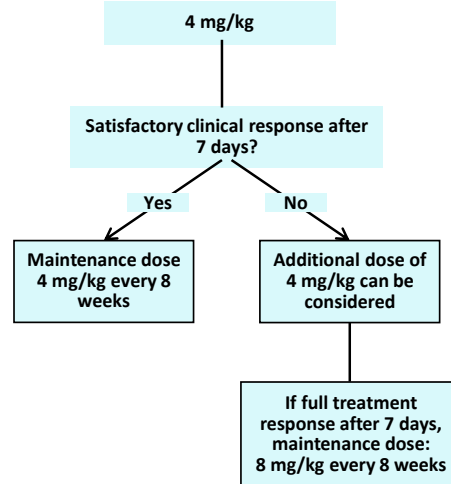 4 mg/kg
Satisfactory clinical response after
7 days?
Yes
No
Maintenance dose
4 mg/kg every 8
weeks
Additional dose of
4 mg/kg can be
considered
If full treatment
response after 7 days,
maintenance dose:
8 mg/kg every 8 weeks